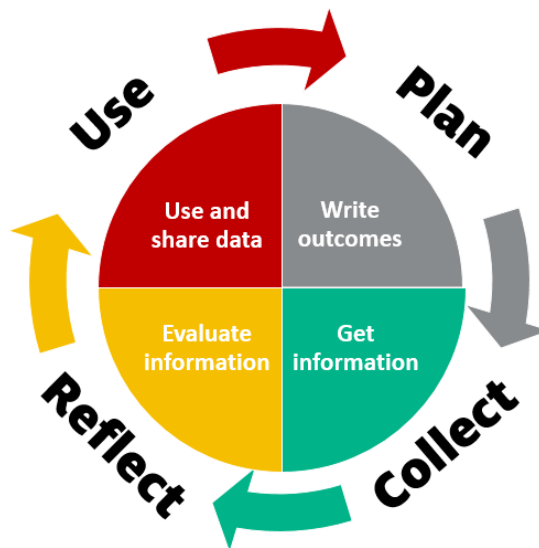 Use
Plan
Use and
share data
Write
outcomes
Evaluate
information
Get
information
Reflect
Collect